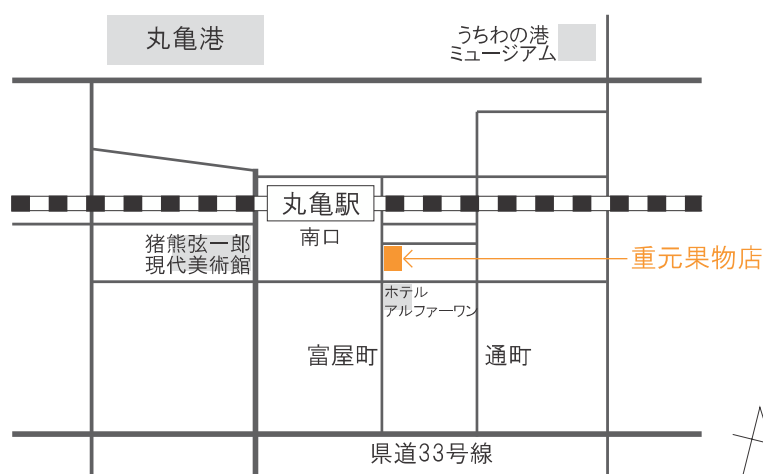 丸亀港
うちわの港
ミュージアム
丸亀駅
南口
猪熊弦一郎
現代美術館
重元果物店
ホテル
アルファーワン
富屋町
通町
県道33号線